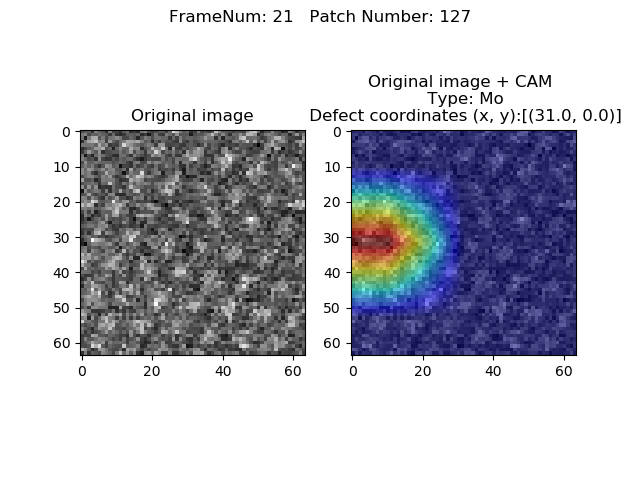 FrameNum: 21   Patch Number: 127
Original image
Original image + CAM
Type: Mo
Defect coordinates (x, y):[(31.0, 0.0)]
0
10
20
30
40
50
60
0 20 40 60
0
10
20
30
40
50
60
0 20 40 60